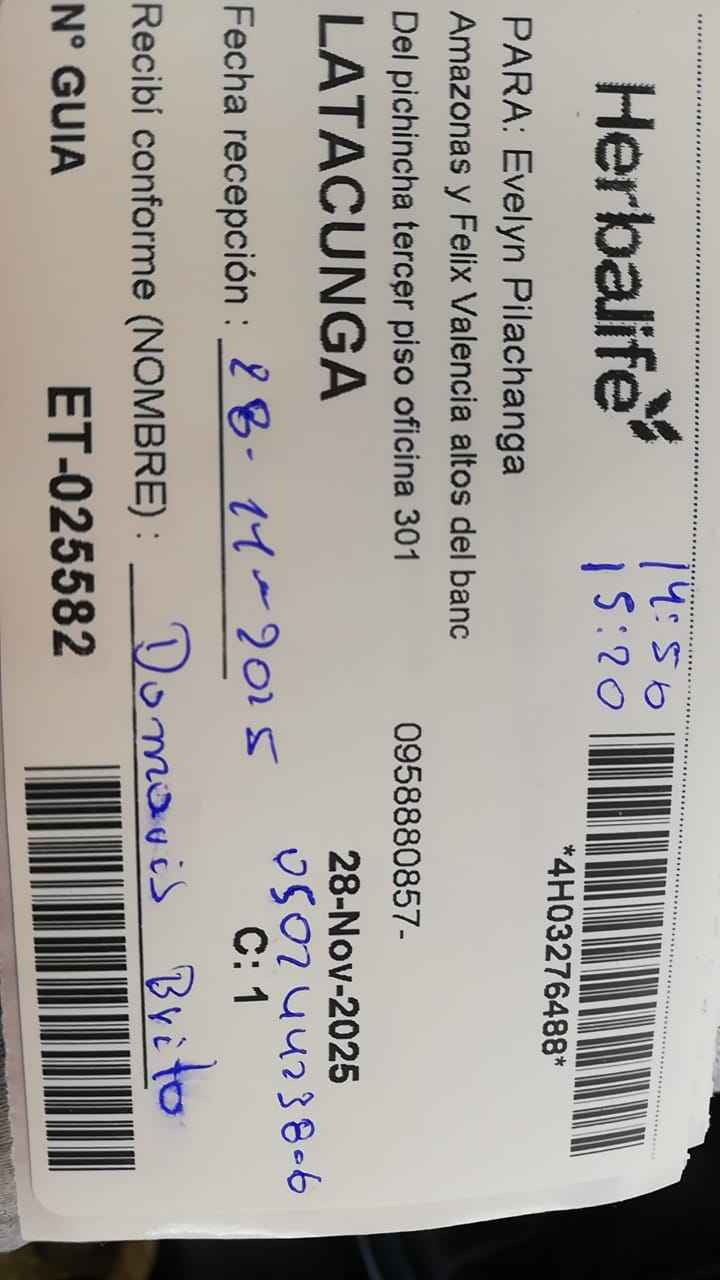 Herbalife
14:50
15:20
*4H03276488*
PARA: Evelyn Pilachanga
Amazonas y Felix Valencia altos del banc
Del pichincha tercer piso oficina 301 0958880857-
LATACUNGA 28-Nov-2025
050244238-6
Fecha recepción : 28-11-2025 C: 1
Recibí conforme (NOMBRE) : Domaris Brito
N° GUIA ET-025582